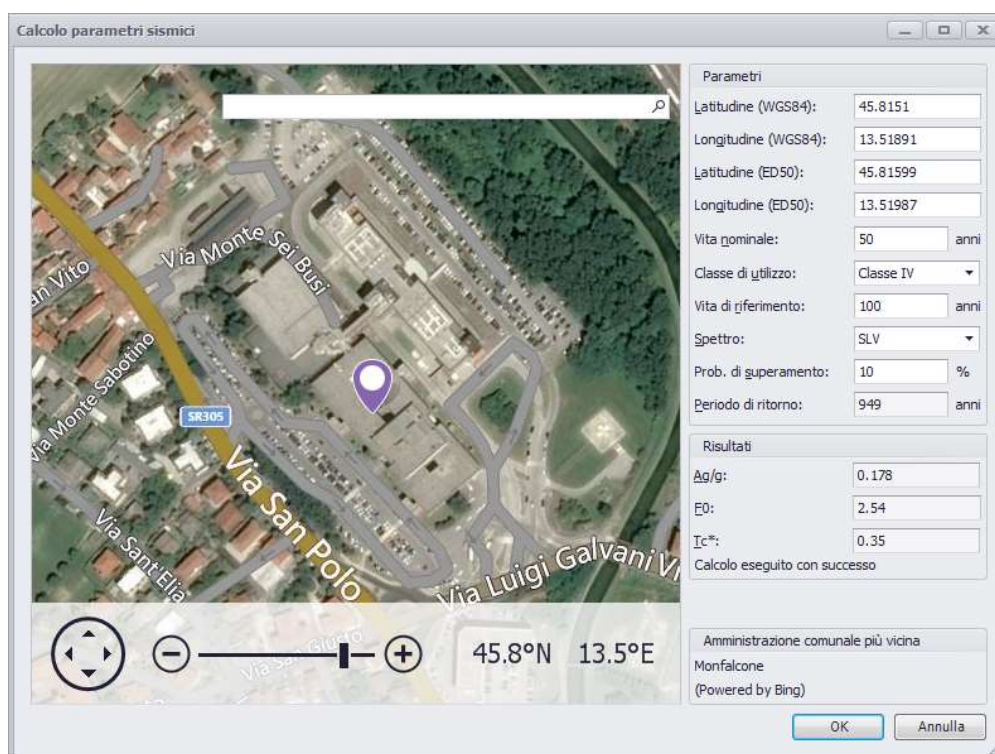 Calcolo parametri sismici
Via Monte Sei Busi
San Vito
Via Monte Sabotino
SR305
Via San Polo
Via Sant'Elia
Via Luigi Galvani Vi
Via San Giusto
45.8°N 13.5°E
Parametri
Latitudine (WGS84): 45.8151
Longitudine (WGS84): 13.51891
Latitudine (ED50): 45.81599
Longitudine (ED50): 13.51987
Vita nominale: 50 anni
Classe di utilizzo: Classe IV
Vita di riferimento: 100 anni
Spettro: SLV
Prob. di superamento: 10 %
Periodo di ritorno: 949 anni
Risultati
Ag/g: 0.178
F0: 2.54
Tc*: 0.35
Calcolo eseguito con successo
Amministrazione comunale più vicina
Monfalcone
(Powered by Bing)
OK Annulla